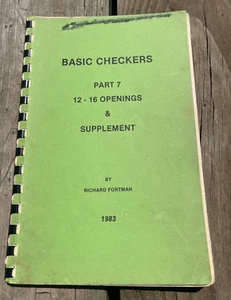 BASIC CHECKERS
PART 7
12 - 16 OPENINGS
&
SUPPLEMENT
BY
RICHARD FORTMAN
1983